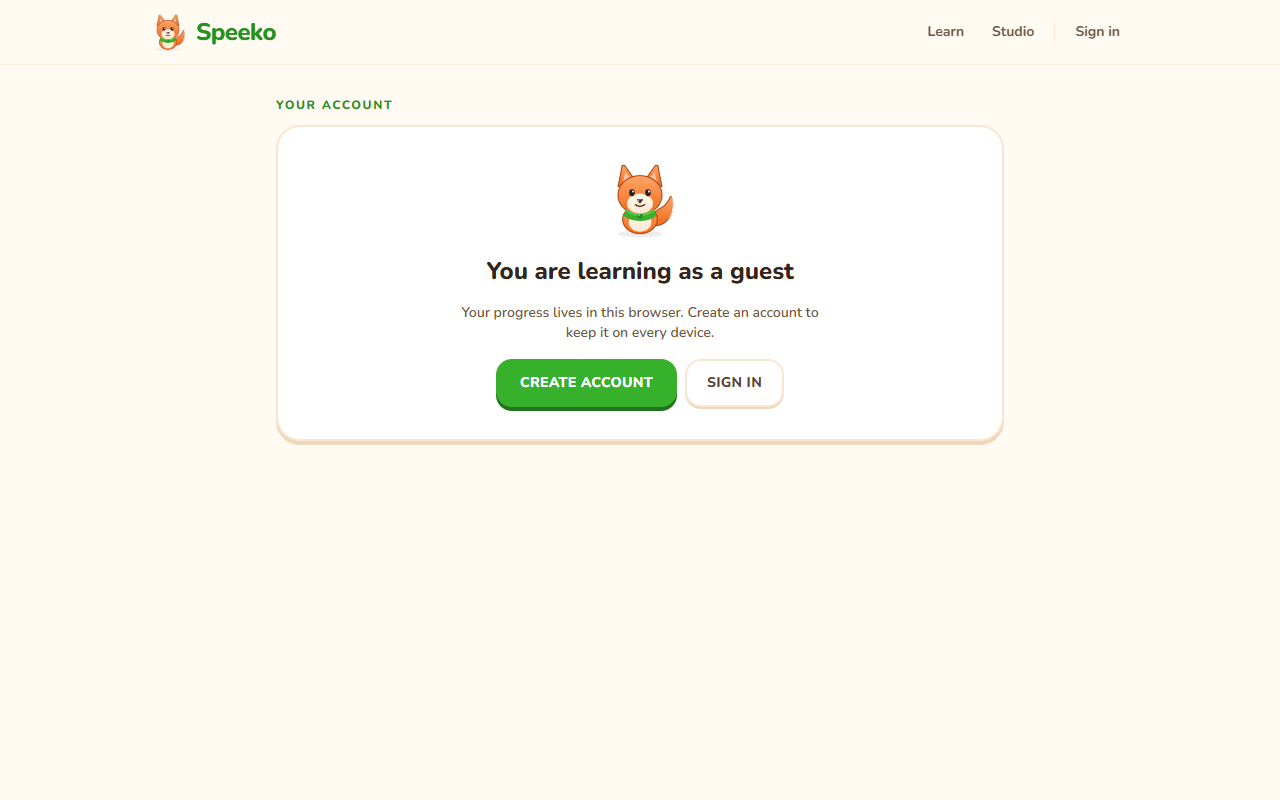 Speeko
Learn
Studio
Sign in
YOUR ACCOUNT
You are learning as a guest
Your progress lives in this browser. Create an account to
keep it on every device.
CREATE ACCOUNT
SIGN IN